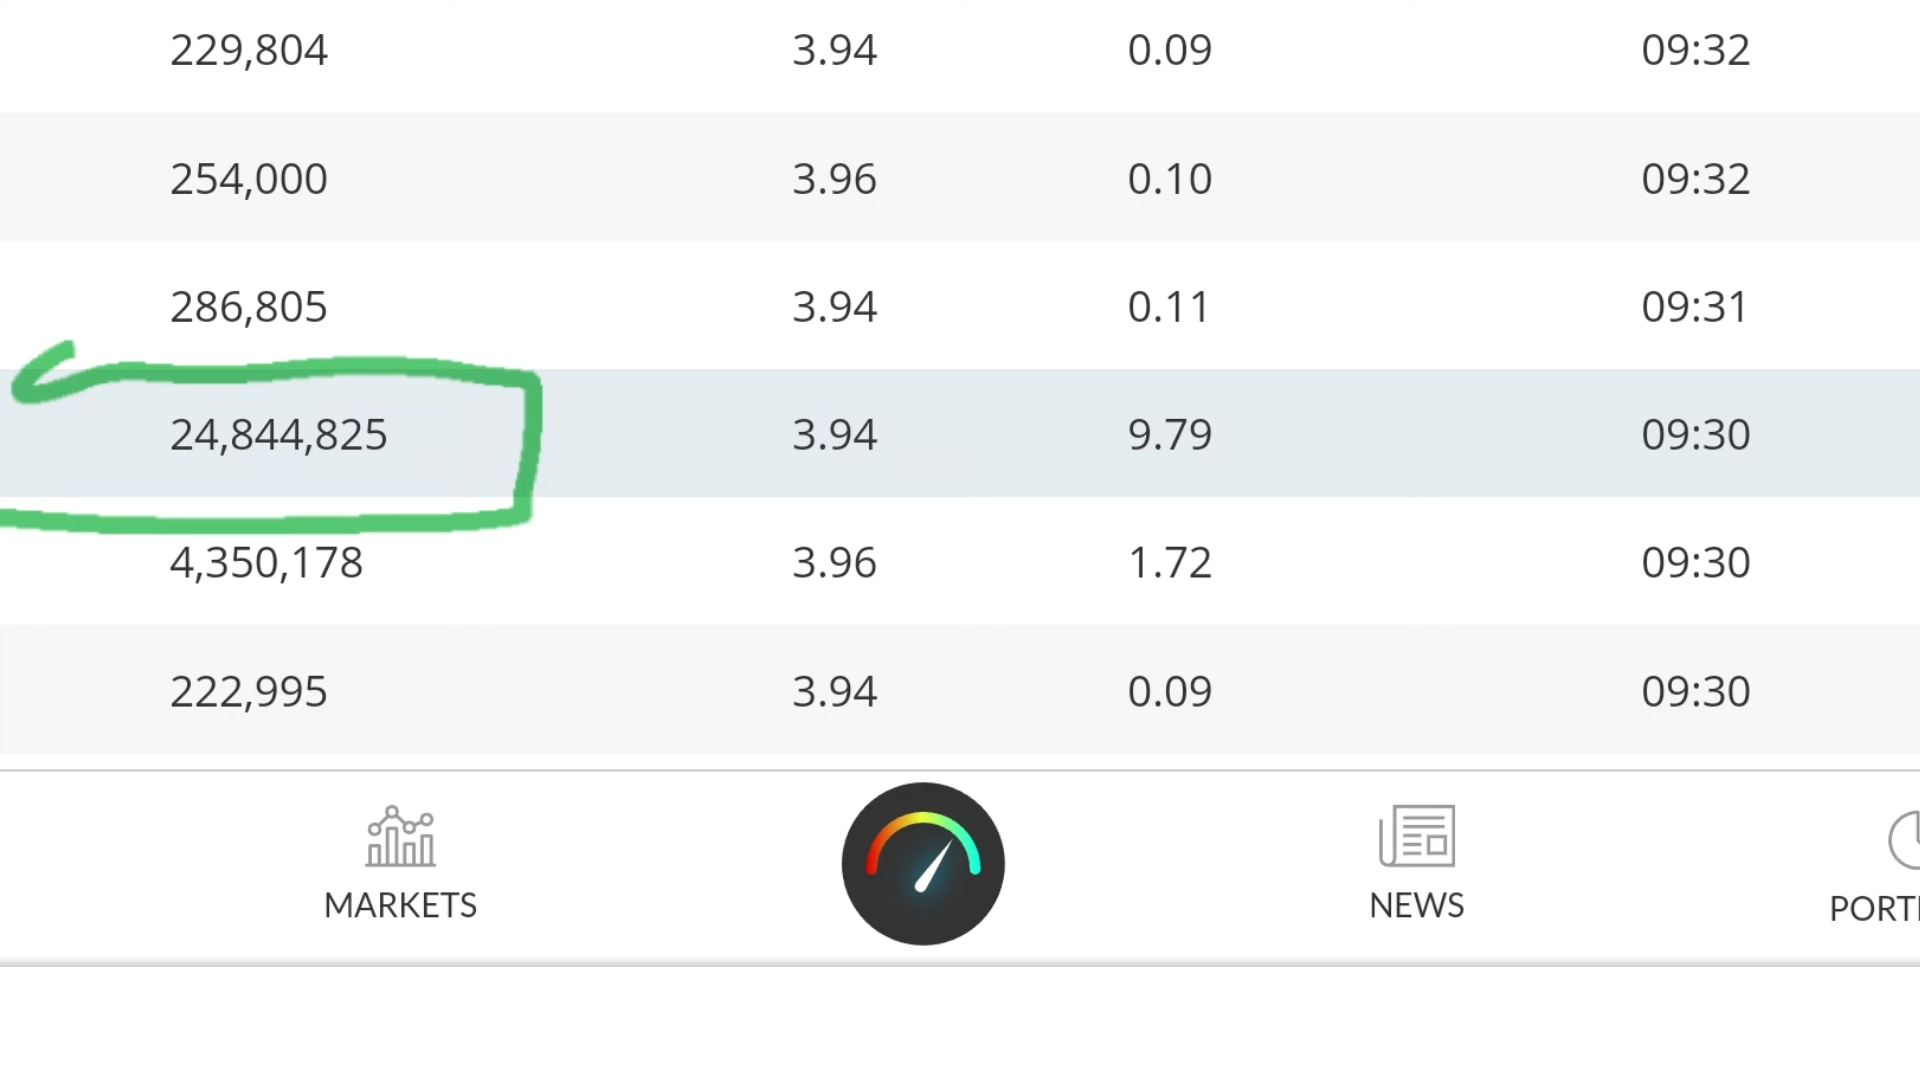 229,804 3.94 0.09 09:32
254,000 3.96 0.10 09:32
286,805 3.94 0.11 09:31
24,844,825 3.94 9.79 09:30
4,350,178 3.96 1.72 09:30
222,995 3.94 0.09 09:30
MARKETS NEWS